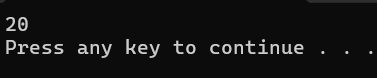 20
Press any key to continue . . .